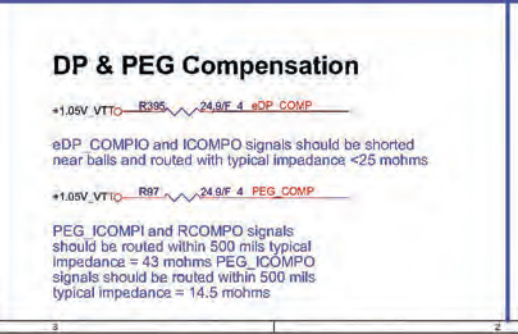 DP & PEG Compensation
+1.05V_VTT R395 24.9/F_4 eDP_COMP
eDP_COMPIO and ICOMPO signals should be shorted
near balls and routed with typical impedance <25 mohms
+1.05V_VTT R97 24.9/F_4 PEG_COMP
PEG_ICOMPI and RCOMPO signals
should be routed within 500 mils typical
impedance = 43 mohms PEG_ICOMPO
signals should be routed within 500 mils
typical impedance = 14.5 mohms
3 2